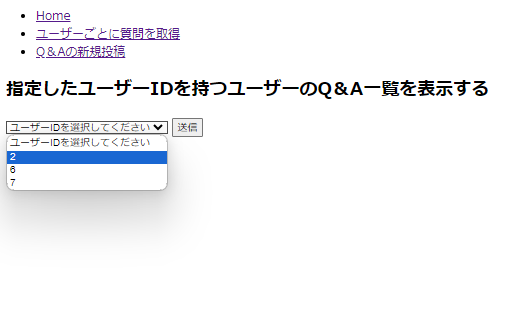 Home
ユーザーごとに質問を取得
Q＆Aの新規投稿
指定したユーザーIDを持つユーザーのQ＆A一覧を表示する
ユーザーIDを選択してください 送信
ユーザーIDを選択してください
2
6
7